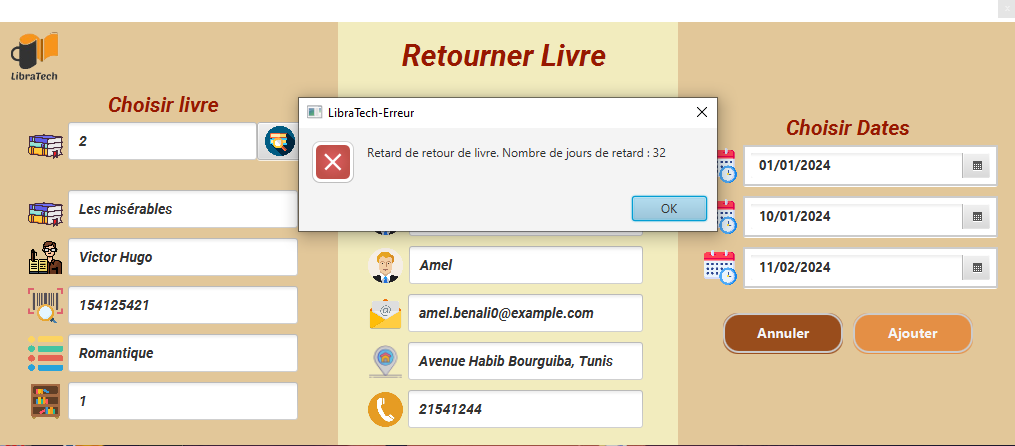 LibraTech
Retourner Livre
Choisir livre
2
Les misérables
Victor Hugo
154125421
Romantique
1
LibraTech-Erreur
Retard de retour de livre. Nombre de jours de retard : 32
OK
Amel
amel.benali0@example.com
Avenue Habib Bourguiba, Tunis
21541244
Choisir Dates
01/01/2024
10/01/2024
11/02/2024
Annuler
Ajouter